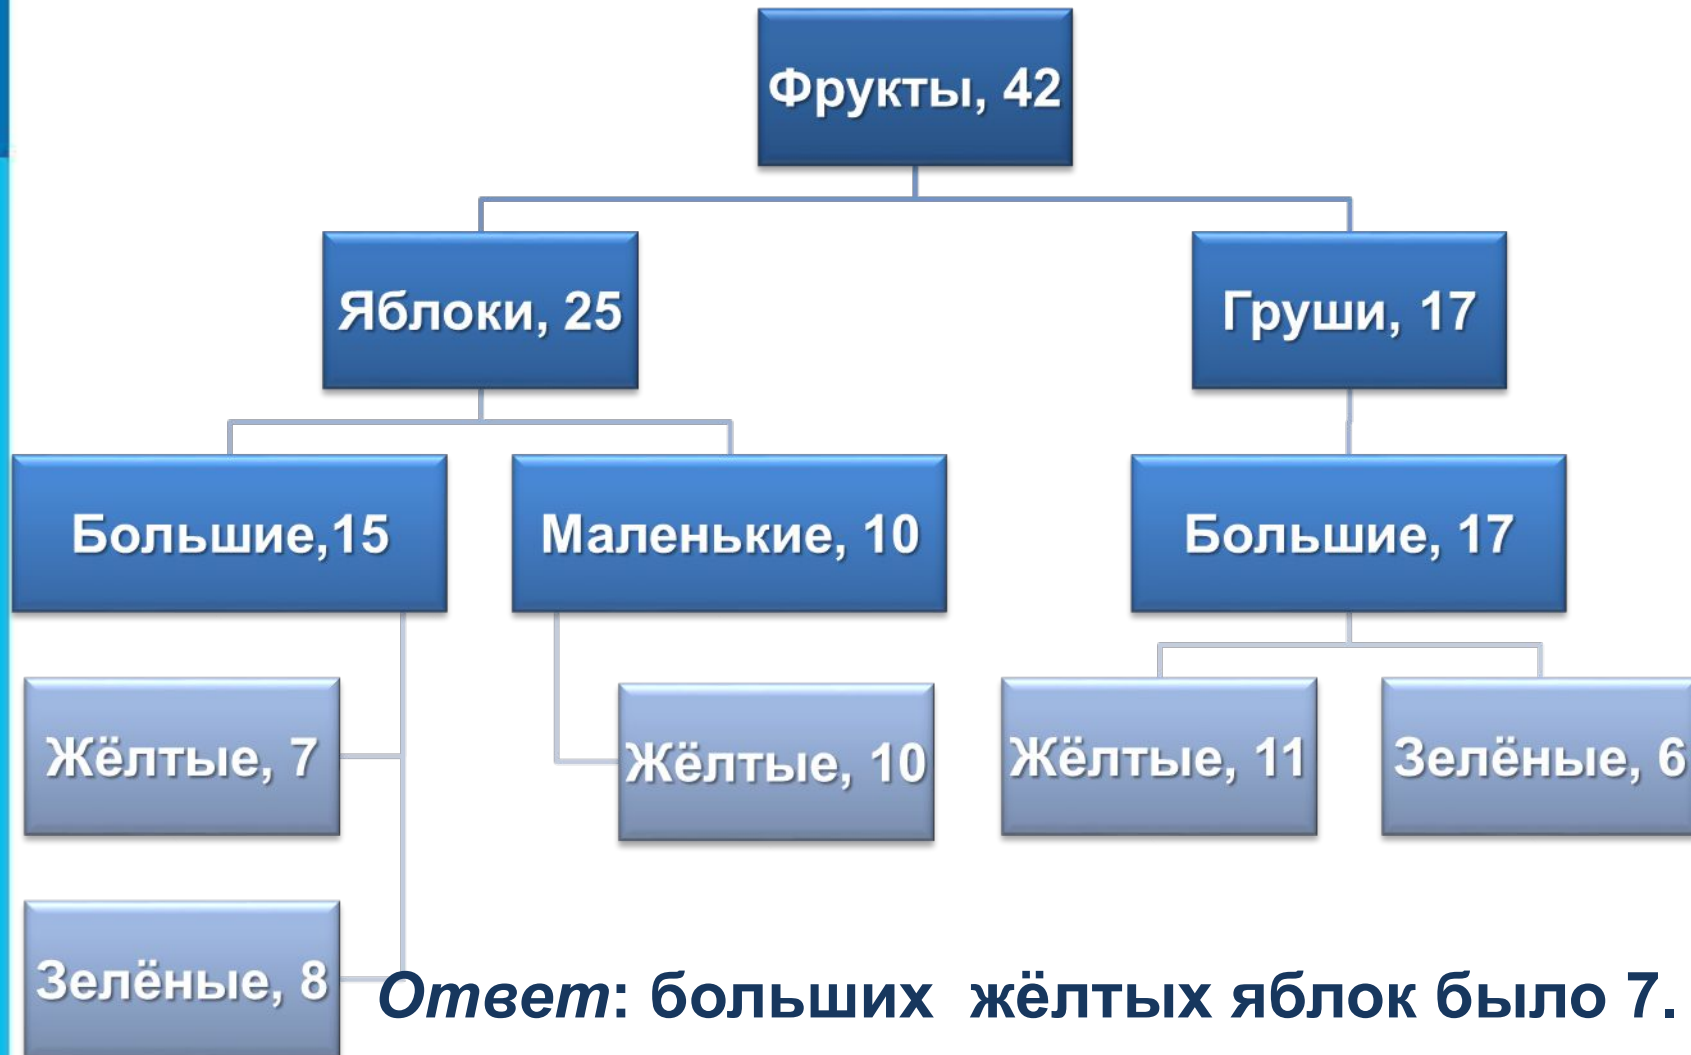 Фрукты, 42
Яблоки, 25
Груши, 17
Большие,15
Маленькие, 10
Большие, 17
Жёлтые, 7
Жёлтые, 10
Жёлтые, 11
Зелёные, 6
Зелёные, 8
Ответ: больших жёлтых яблок было 7.